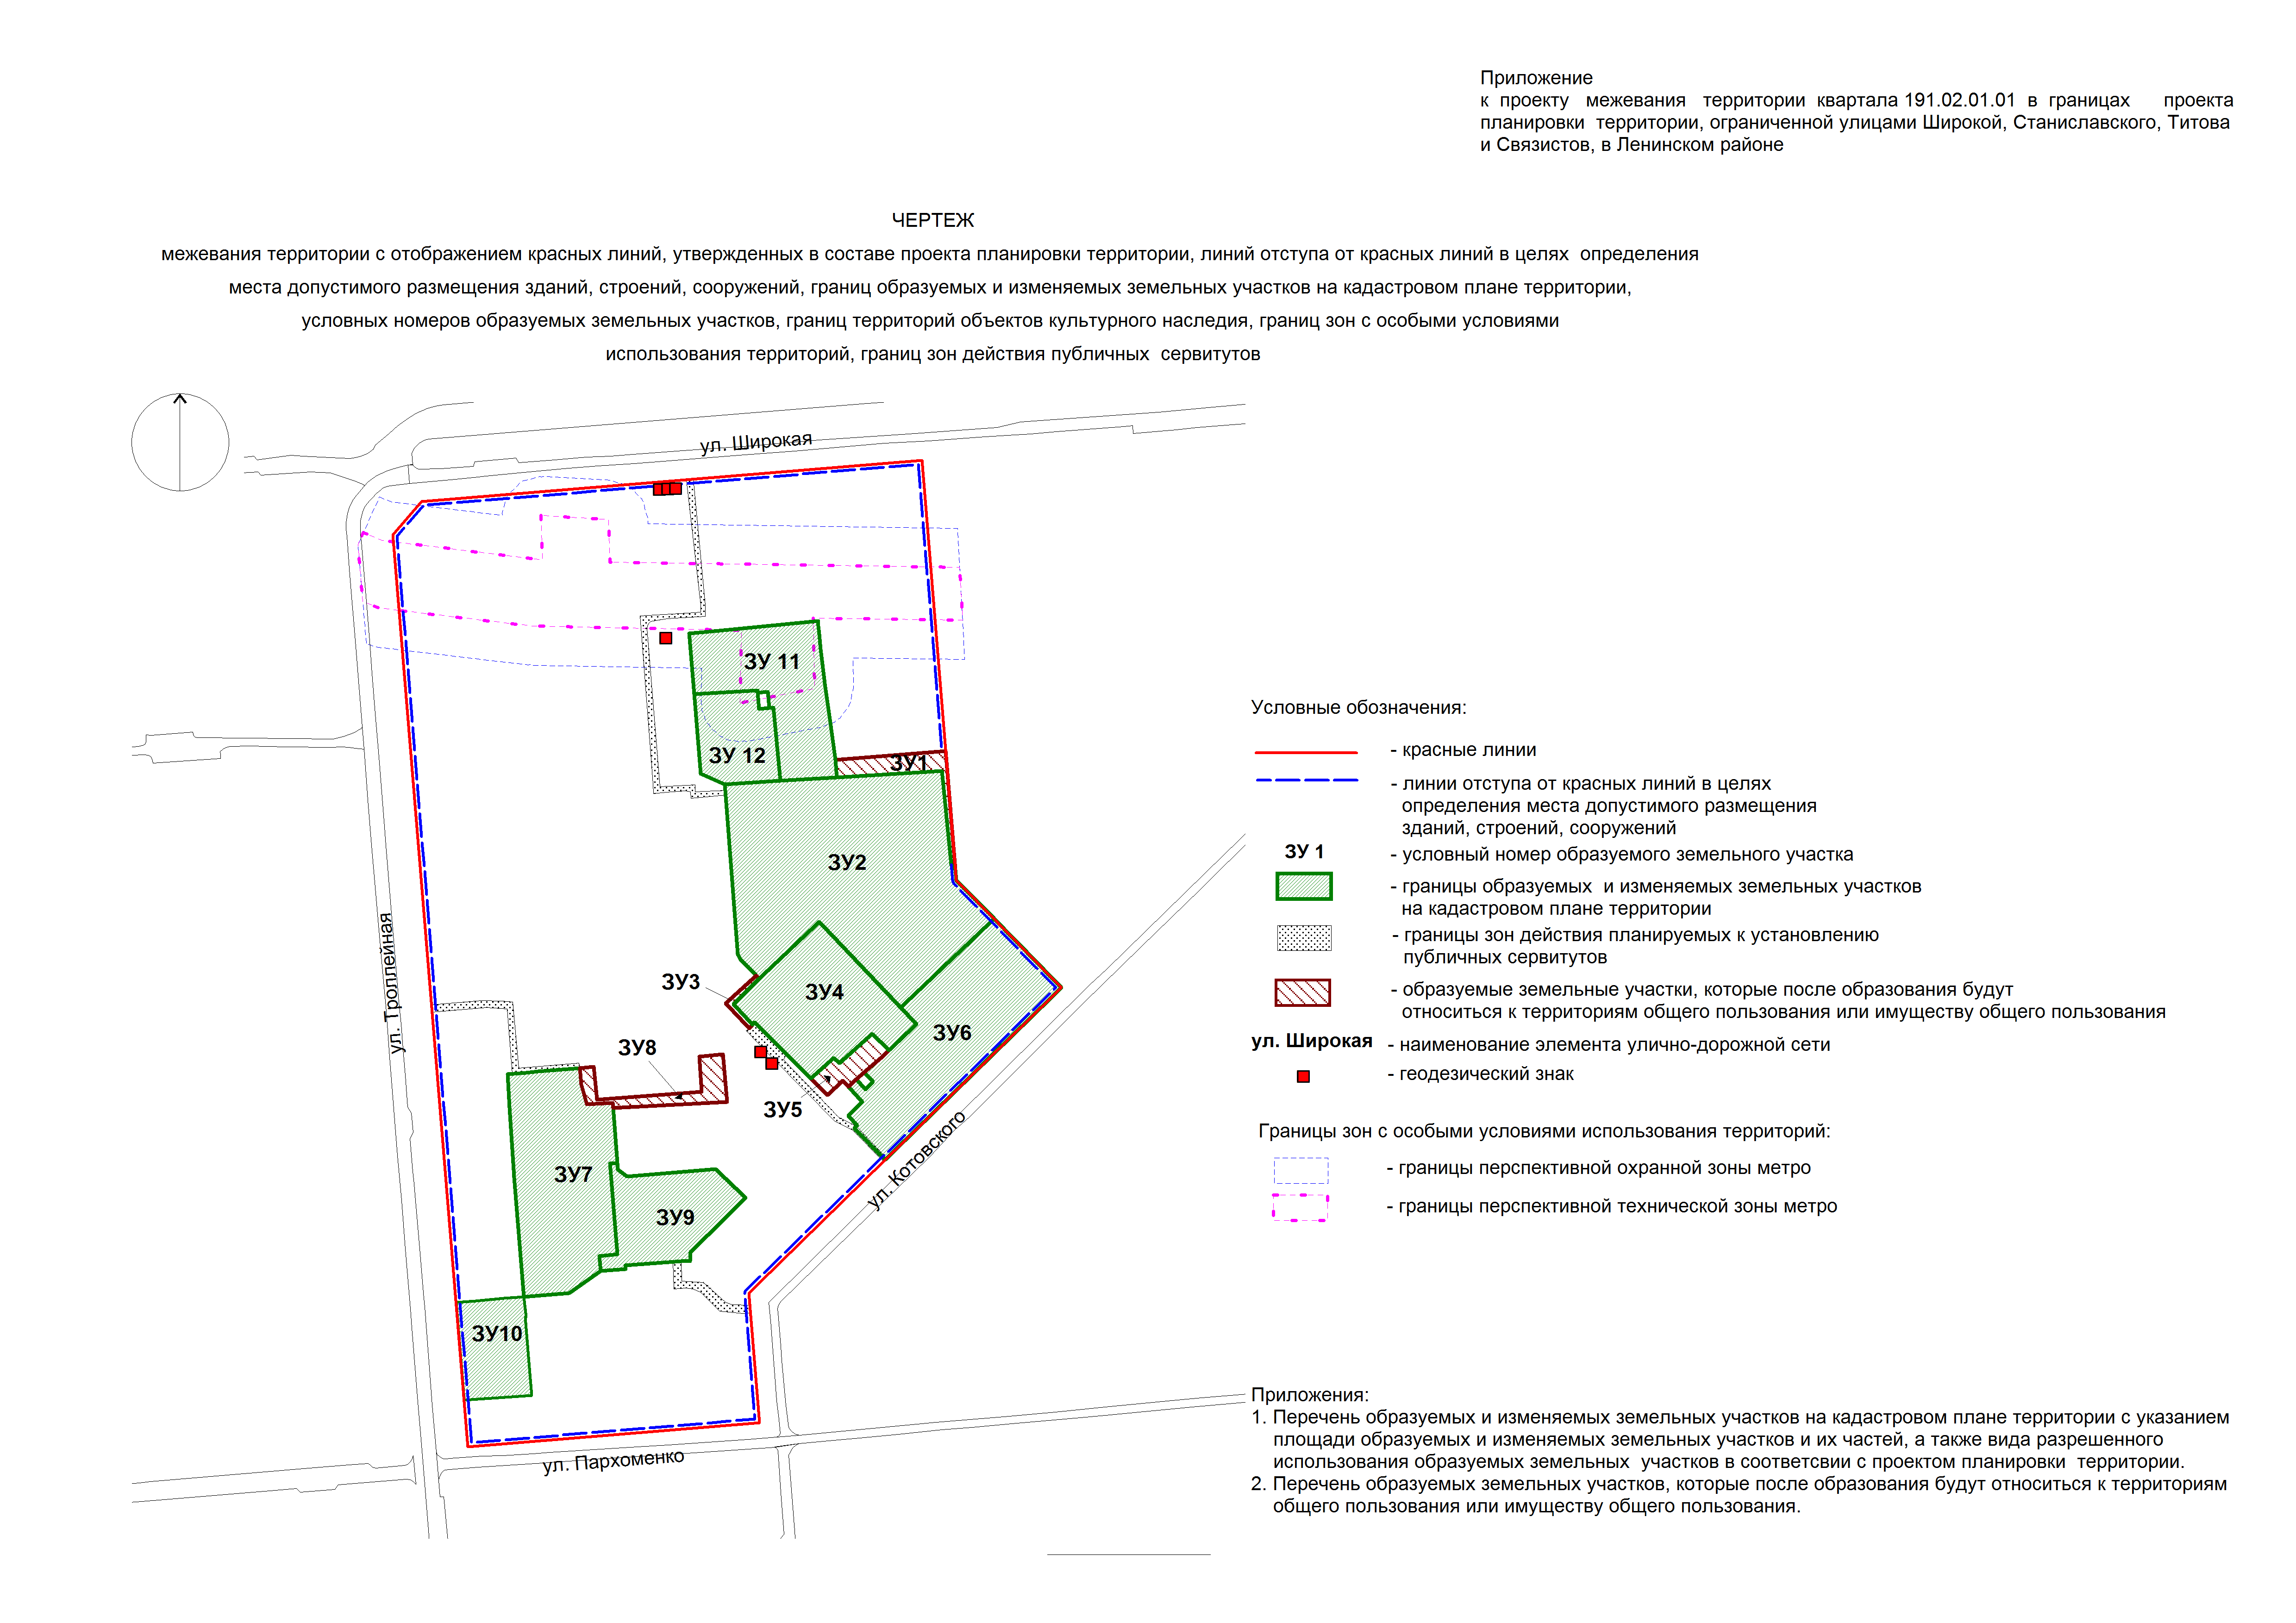 Приложение
к проекту межевания территории квартала 191.02.01.01 в границах проекта
планировки территории, ограниченной улицами Широкой, Станиславского, Титова
и Связистов, в Ленинском районе
ЧЕРТЕЖ
межевания территории с отображением красных линий, утвержденных в составе проекта планировки территории, линий отступа от красных линий в целях определения
места допустимого размещения зданий, строений, сооружений, границ образуемых и изменяемых земельных участков на кадастровом плане территории,
условных номеров образуемых земельных участков, границ территорий объектов культурного наследия, границ зон с особыми условиями
использования территорий, границ зон действия публичных сервитутов
ул. Широкая
ЗУ 11
ЗУ 12
ЗУ1
ЗУ2
ул. Троллейная
ЗУ3
ЗУ4
ЗУ6
ЗУ8
ЗУ5
ул. Котовского
ЗУ7
ЗУ9
ЗУ10
ул. Пархоменко
Условные обозначения:
- красные линии
- линии отступа от красных линий в целях
определения места допустимого размещения
зданий, строений, сооружений
ЗУ 1 - условный номер образуемого земельного участка
- границы образуемых и изменяемых земельных участков
на кадастровом плане территории
- границы зон действия планируемых к установлению
публичных сервитутов
- образуемые земельные участки, которые после образования будут
относиться к территориям общего пользования или имуществу общего пользования
ул. Широкая - наименование элемента улично-дорожной сети
- геодезический знак
Границы зон с особыми условиями использования территорий:
- границы перспективной охранной зоны метро
- границы перспективной технической зоны метро
Приложения:
1. Перечень образуемых и изменяемых земельных участков на кадастровом плане территории с указанием
площади образуемых и изменяемых земельных участков и их частей, а также вида разрешенного
использования образуемых земельных участков в соответсвии с проектом планировки территории.
2. Перечень образуемых земельных участков, которые после образования будут относиться к территориям
общего пользования или имуществу общего пользования.